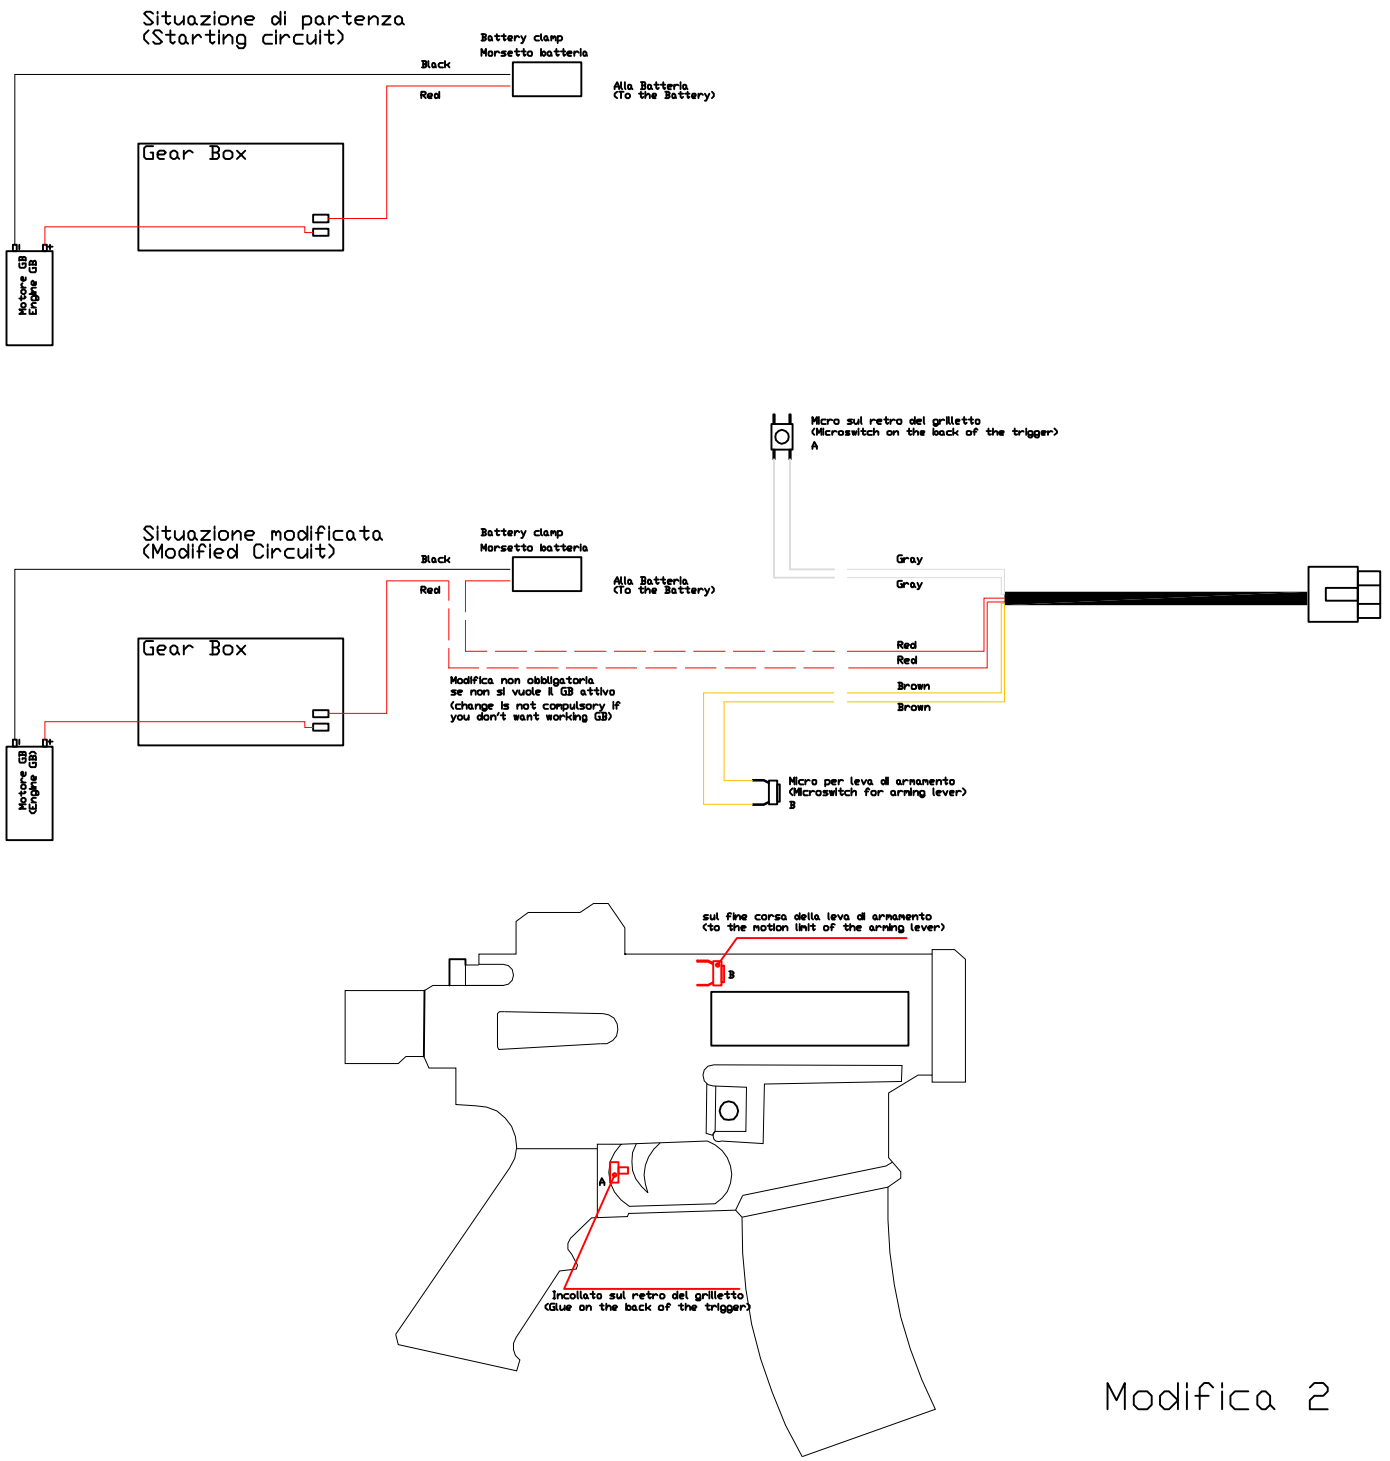 Situazione di partenza
(Starting circuit)
Battery clamp
Morsetto batteria
Black
Red
Alla Batteria
(To the Battery)
Gear Box
- +
Motore GB
Engine GB
Micro sul retro del grilletto
(Microswitch on the back of the trigger)
A
Situazione modificata
(Modified Circuit)
Battery clamp
Morsetto batteria
Black
Red
Alla Batteria
(To the Battery)
Gray
Gray
Gear Box
Red
Red
Modifica non obbligatoria
se non si vuole il GB attivo
(change is not compulsory if
you don't want working GB)
Brown
Brown
- +
Motore GB
(Engine GB)
Micro per leva di armamento
(Microswitch for arming lever)
B
sul fine corsa della leva di armamento
(to the motion limit of the arming lever)
B
A
Incollato sul retro del grilletto
(Glue on the back of the trigger)
Modifica 2